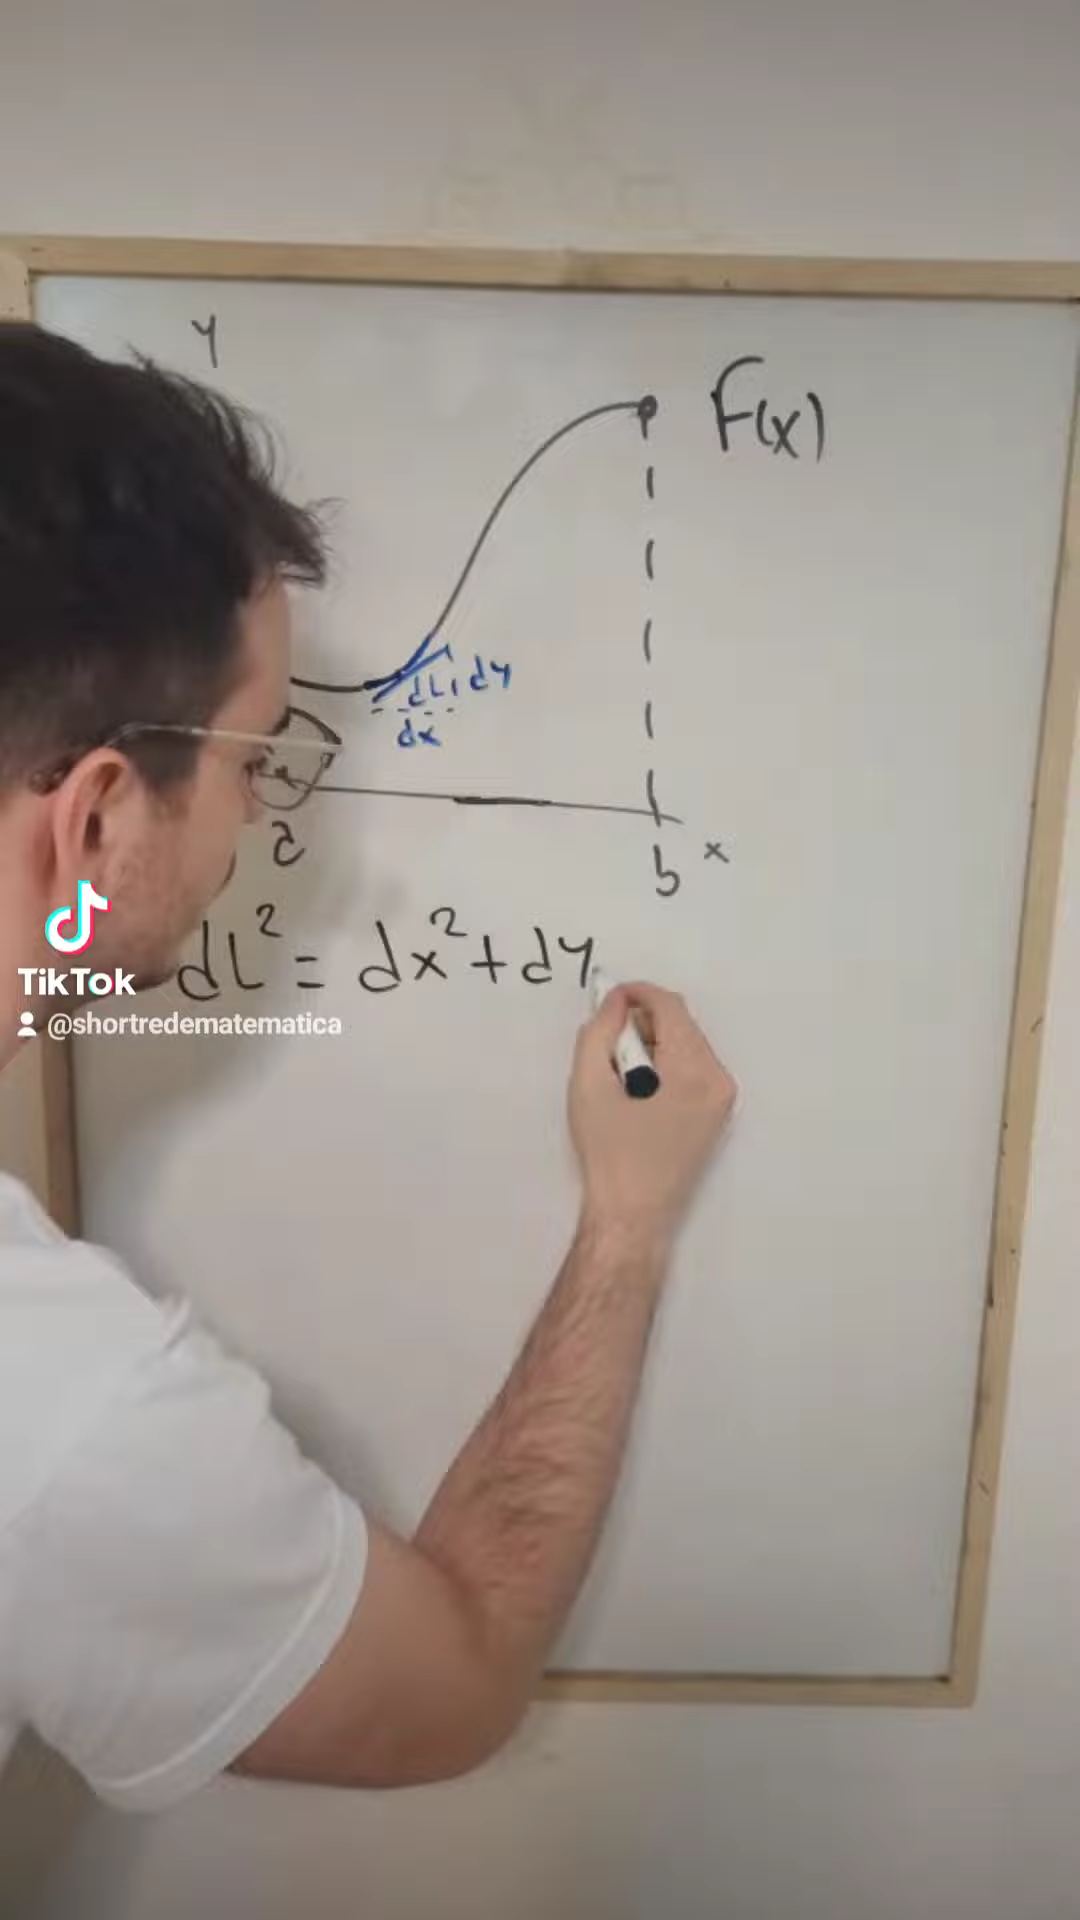 y
F(x)
dL dy
dx
a
b x
dL² = dx² + dy
TikTok
@shortredematematica